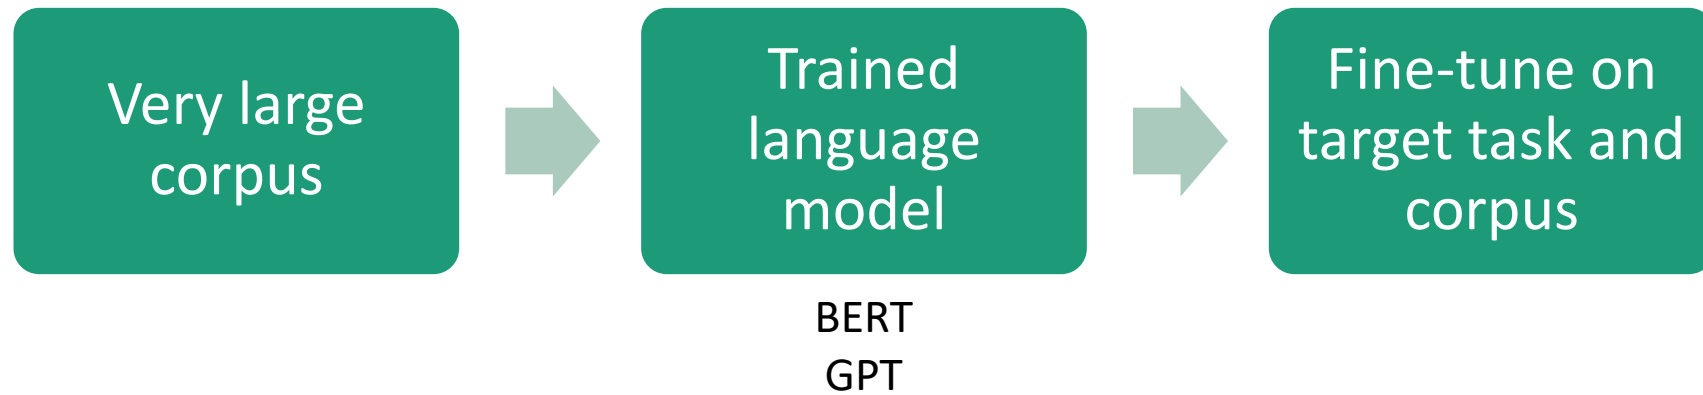 Very large
corpus
Trained
language
model
Fine-tune on
target task and
corpus
BERT
GPT